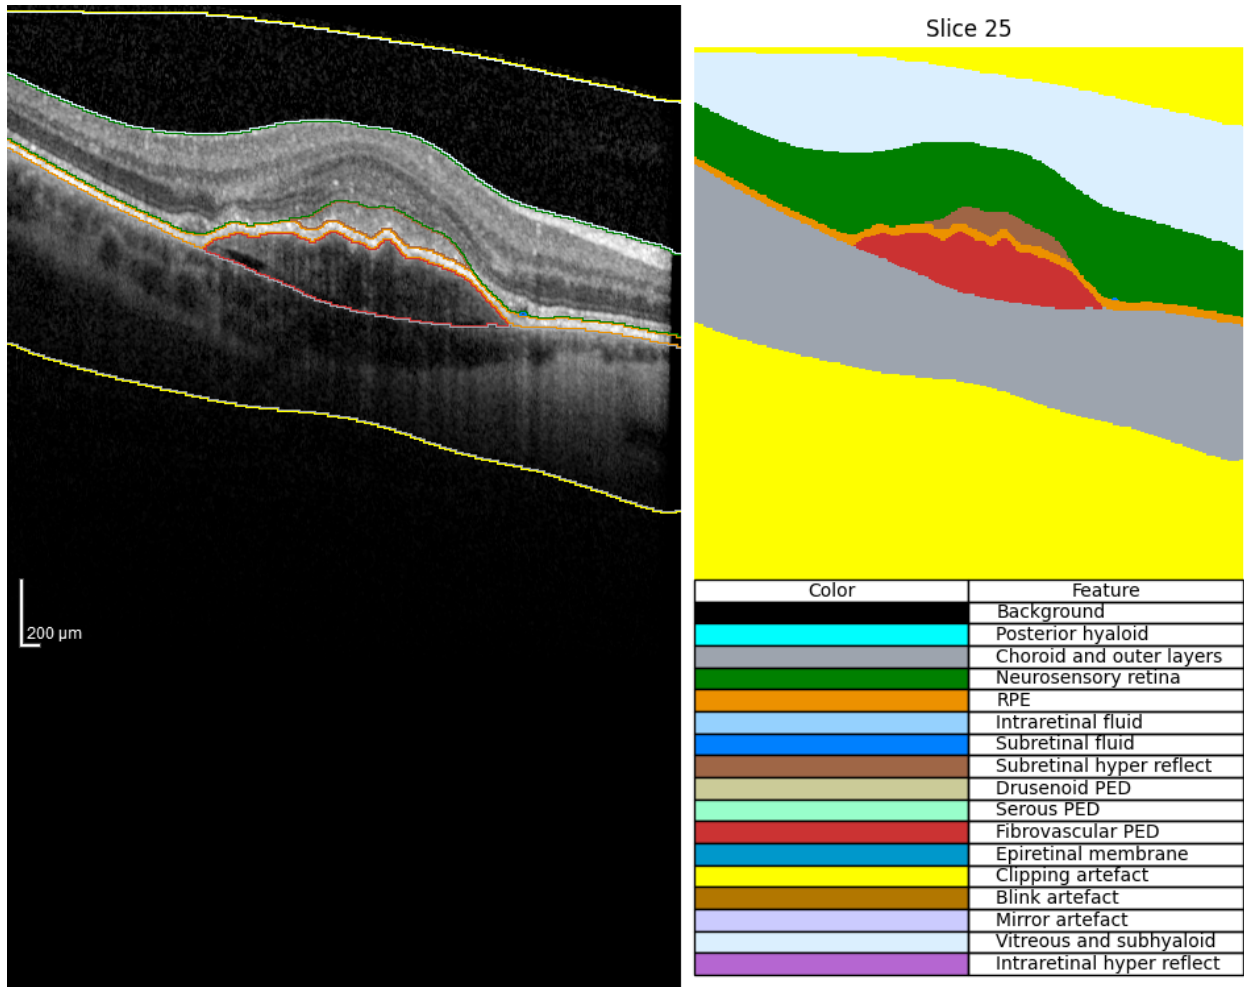 Slice 25
200 µm
Color Feature
Background
Posterior hyaloid
Choroid and outer layers
Neurosensory retina
RPE
Intraretinal fluid
Subretinal fluid
Subretinal hyper reflect
Drusenoid PED
Serous PED
Fibrovascular PED
Epiretinal membrane
Clipping artefact
Blink artefact
Mirror artefact
Vitreous and subhyaloid
Intraretinal hyper reflect